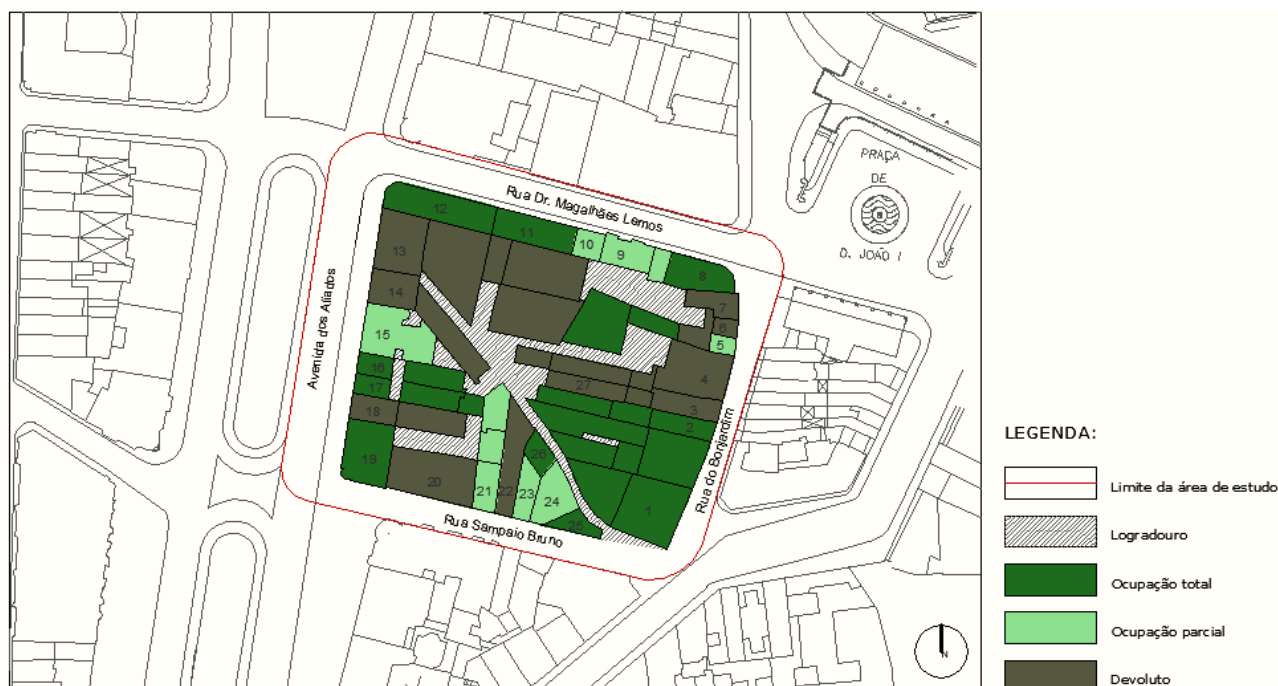 PRAÇA
DE
D. JOÃO I
Rua Dr. Magalhães Lemos
Avenida dos Aliados
Rua do Bonjardim
Rua Sampaio Bruno
12
11
10
9
8
13
7
14
6
15
5
16
4
27
17
3
18
2
19
26
20
21
22
23
24
1
25
N
LEGENDA:
Limite da área de estudo
Logradouro
Ocupação total
Ocupação parcial
Devoluto